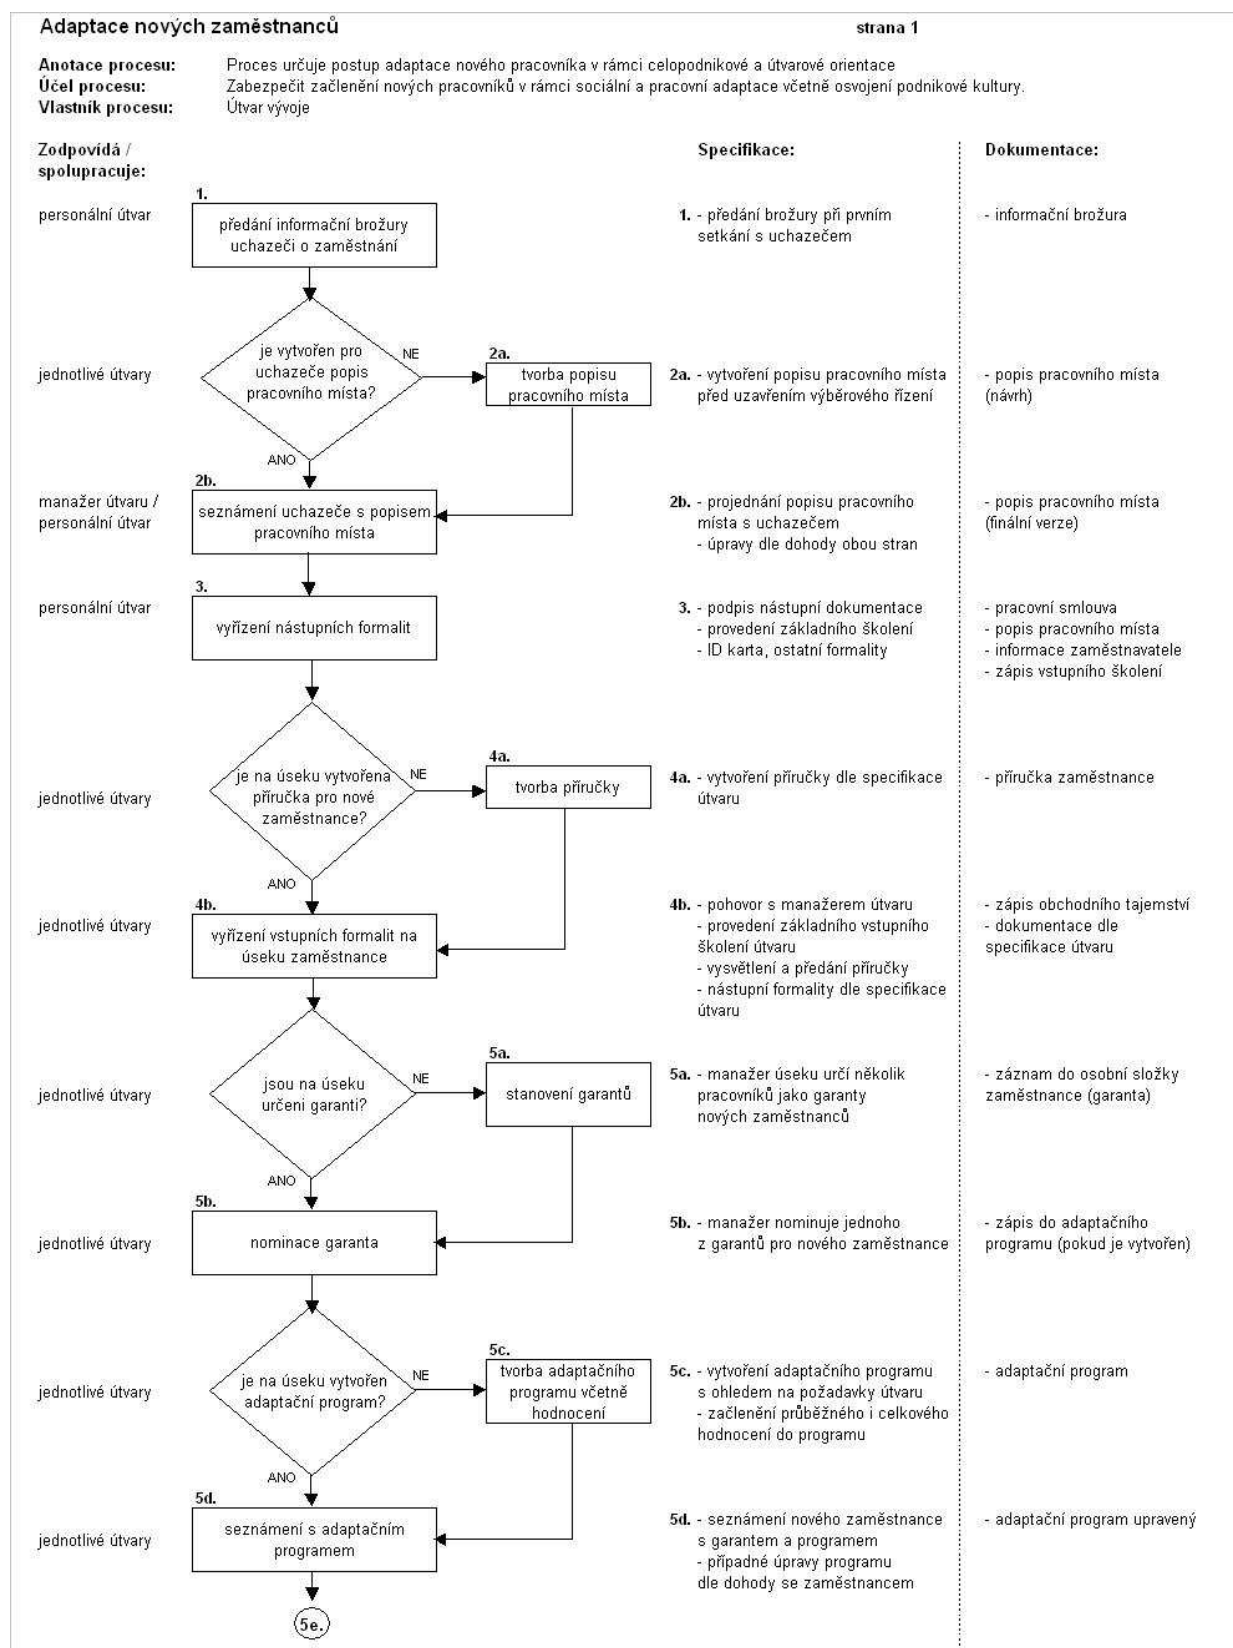 Adaptace nových zaměstnanců strana 1
Anotace procesu: Proces určuje postup adaptace nového pracovníka v rámci celopodnikové a útvarové orientace
Účel procesu: Zabezpečit začlenění nových pracovníků v rámci sociální a pracovní adaptace včetně osvojení podnikové kultury.
Vlastník procesu: Útvar vývoje
Zodpovídá /
spolupracuje:
Specifikace:
Dokumentace:
personální útvar
1.
předání informační brožury
uchazeči o zaměstnání
1. - předání brožury při prvním
setkání s uchazečem
- informační brožura
jednotlivé útvary
je vytvořen pro
uchazeče popis
pracovního místa?
NE
ANO
2a.
tvorba popisu
pracovního místa
2a. - vytvoření popisu pracovního místa
před uzavřením výběrového řízení
- popis pracovního místa
(návrh)
manažer útvaru /
personální útvar
2b.
seznámení uchazeče s popisem
pracovního místa
2b. - projednání popisu pracovního
místa s uchazečem
- úpravy dle dohody obou stran
- popis pracovního místa
(finální verze)
personální útvar
3.
vyřízení nástupních formalit
3. - podpis nástupní dokumentace
- provedení základního školení
- ID karta, ostatní formality
- pracovní smlouva
- popis pracovního místa
- informace zaměstnavatele
- zápis vstupního školení
jednotlivé útvary
je na úseku vytvořena
příručka pro nové
zaměstnance?
NE
ANO
4a.
tvorba příručky
4a. - vytvoření příručky dle specifikace
útvaru
- příručka zaměstnance
jednotlivé útvary
4b.
vyřízení vstupních formalit na
úseku zaměstnance
4b. - pohovor s manažerem útvaru
- provedení základního vstupního
školení útvaru
- vysvětlení a předání příručky
- nástupní formality dle specifikace
útvaru
- zápis obchodního tajemství
- dokumentace dle
specifikace útvaru
jednotlivé útvary
jsou na úseku
určeni garanti?
NE
ANO
5a.
stanovení garantů
5a. - manažer úseku určí několik
pracovníků jako garanty
nových zaměstnanců
- záznam do osobní složky
zaměstnance (garanta)
jednotlivé útvary
5b.
nominace garanta
5b. - manažer nominuje jednoho
z garantů pro nového zaměstnance
- zápis do adaptačního
programu (pokud je vytvořen)
jednotlivé útvary
je na úseku vytvořen
adaptační program?
NE
ANO
5c.
tvorba adaptačního
programu včetně
hodnocení
5c. - vytvoření adaptačního programu
s ohledem na požadavky útvaru
- začlenění průběžného i celkového
hodnocení do programu
- adaptační program
jednotlivé útvary
5d.
seznámení s adaptačním
programem
5d. - seznámení nového zaměstnance
s garantem a programem
- případné úpravy programu
dle dohody se zaměstnancem
- adaptační program upravený
5e.